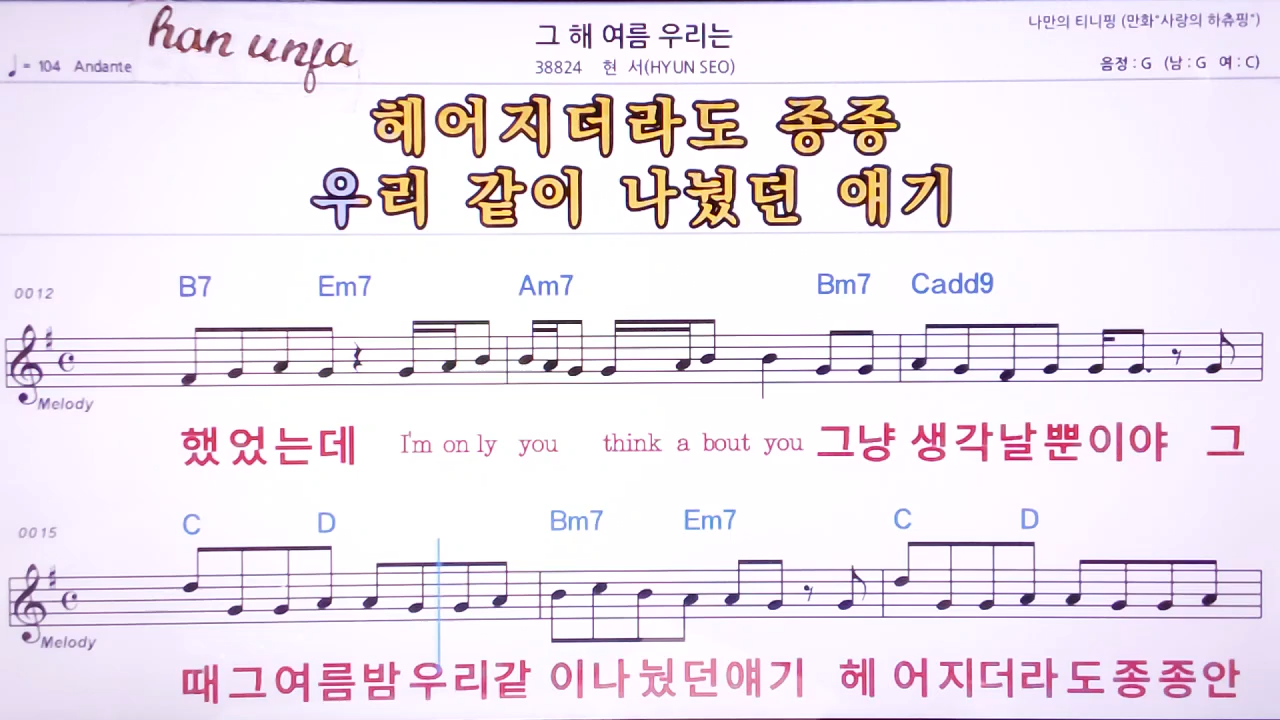 han unja
그 해 여름 우리는
나만의 티니핑 (만화"사랑의 하츄핑")
♩= 104 Andante
38824 현 서(HYUN SEO)
음정 : G (남 : G 여 : C)
헤어지더라도 종종
우리 같이 나눴던 얘기
0012
B7 Em7 Am7 Bm7 Cadd9
Melody
했었는데 I'm on ly you think a bout you 그냥 생각날뿐이야 그
0015
C D Bm7 Em7 C D
Melody
때그여름밤우리같 이나눴던얘기 헤 어지더라도종종안